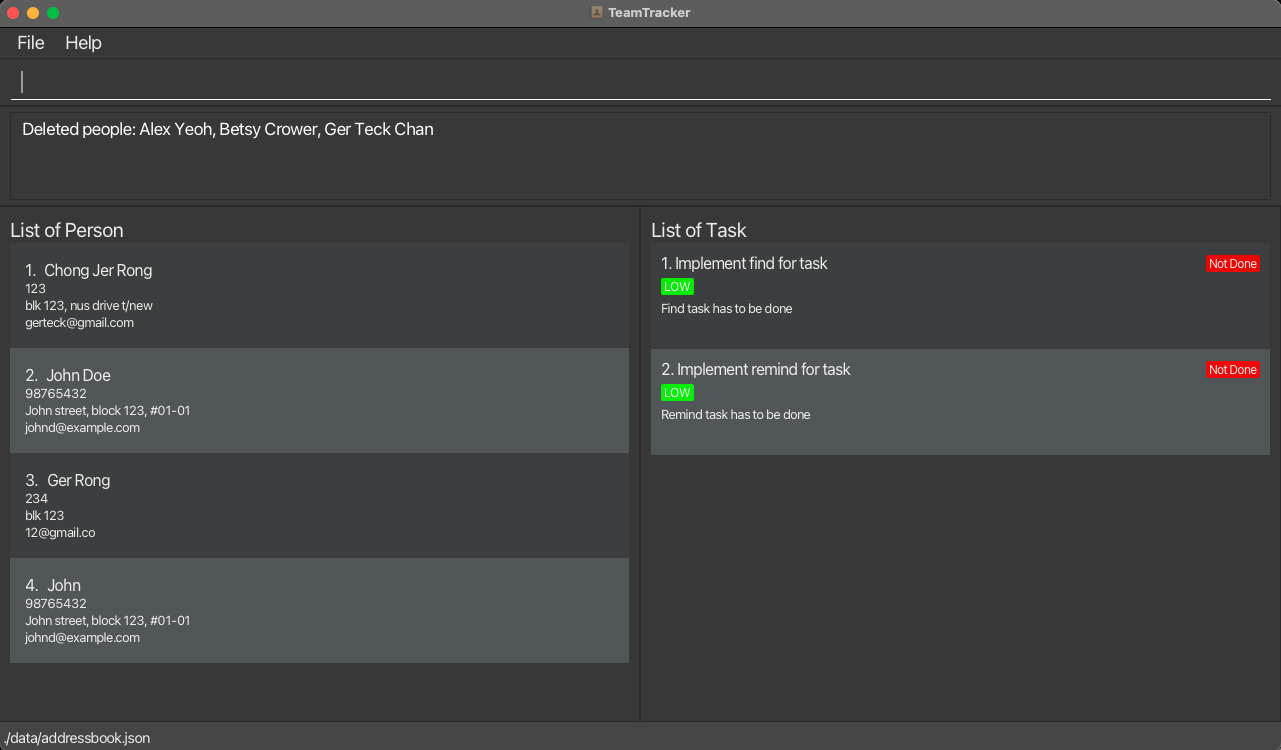 TeamTracker
File Help
Deleted people: Alex Yeoh, Betsy Crower, Ger Teck Chan
List of Person
1. Chong Jer Rong
123
blk 123, nus drive t/new
gerteck@gmail.com
2. John Doe
98765432
John street, block 123, #01-01
johnd@example.com
3. Ger Rong
234
blk 123
12@gmail.co
4. John
98765432
John street, block 123, #01-01
johnd@example.com
List of Task
1. Implement find for task
Not Done
LOW
Find task has to be done
2. Implement remind for task
Not Done
LOW
Remind task has to be done
./data/addressbook.json